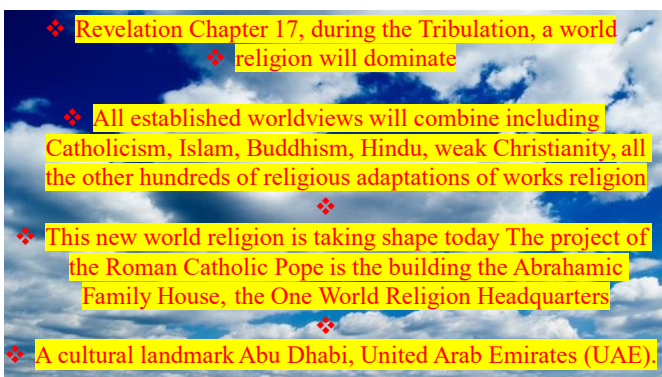 ❖ Revelation Chapter 17, during the Tribulation, a world
❖ religion will dominate
❖ All established worldviews will combine including
Catholicism, Islam, Buddhism, Hindu, weak Christianity, all
the other hundreds of religious adaptations of works religion
❖
❖ This new world religion is taking shape today The project of
the Roman Catholic Pope is the building the Abrahamic
Family House, the One World Religion Headquarters
❖
❖ A cultural landmark Abu Dhabi, United Arab Emirates (UAE).